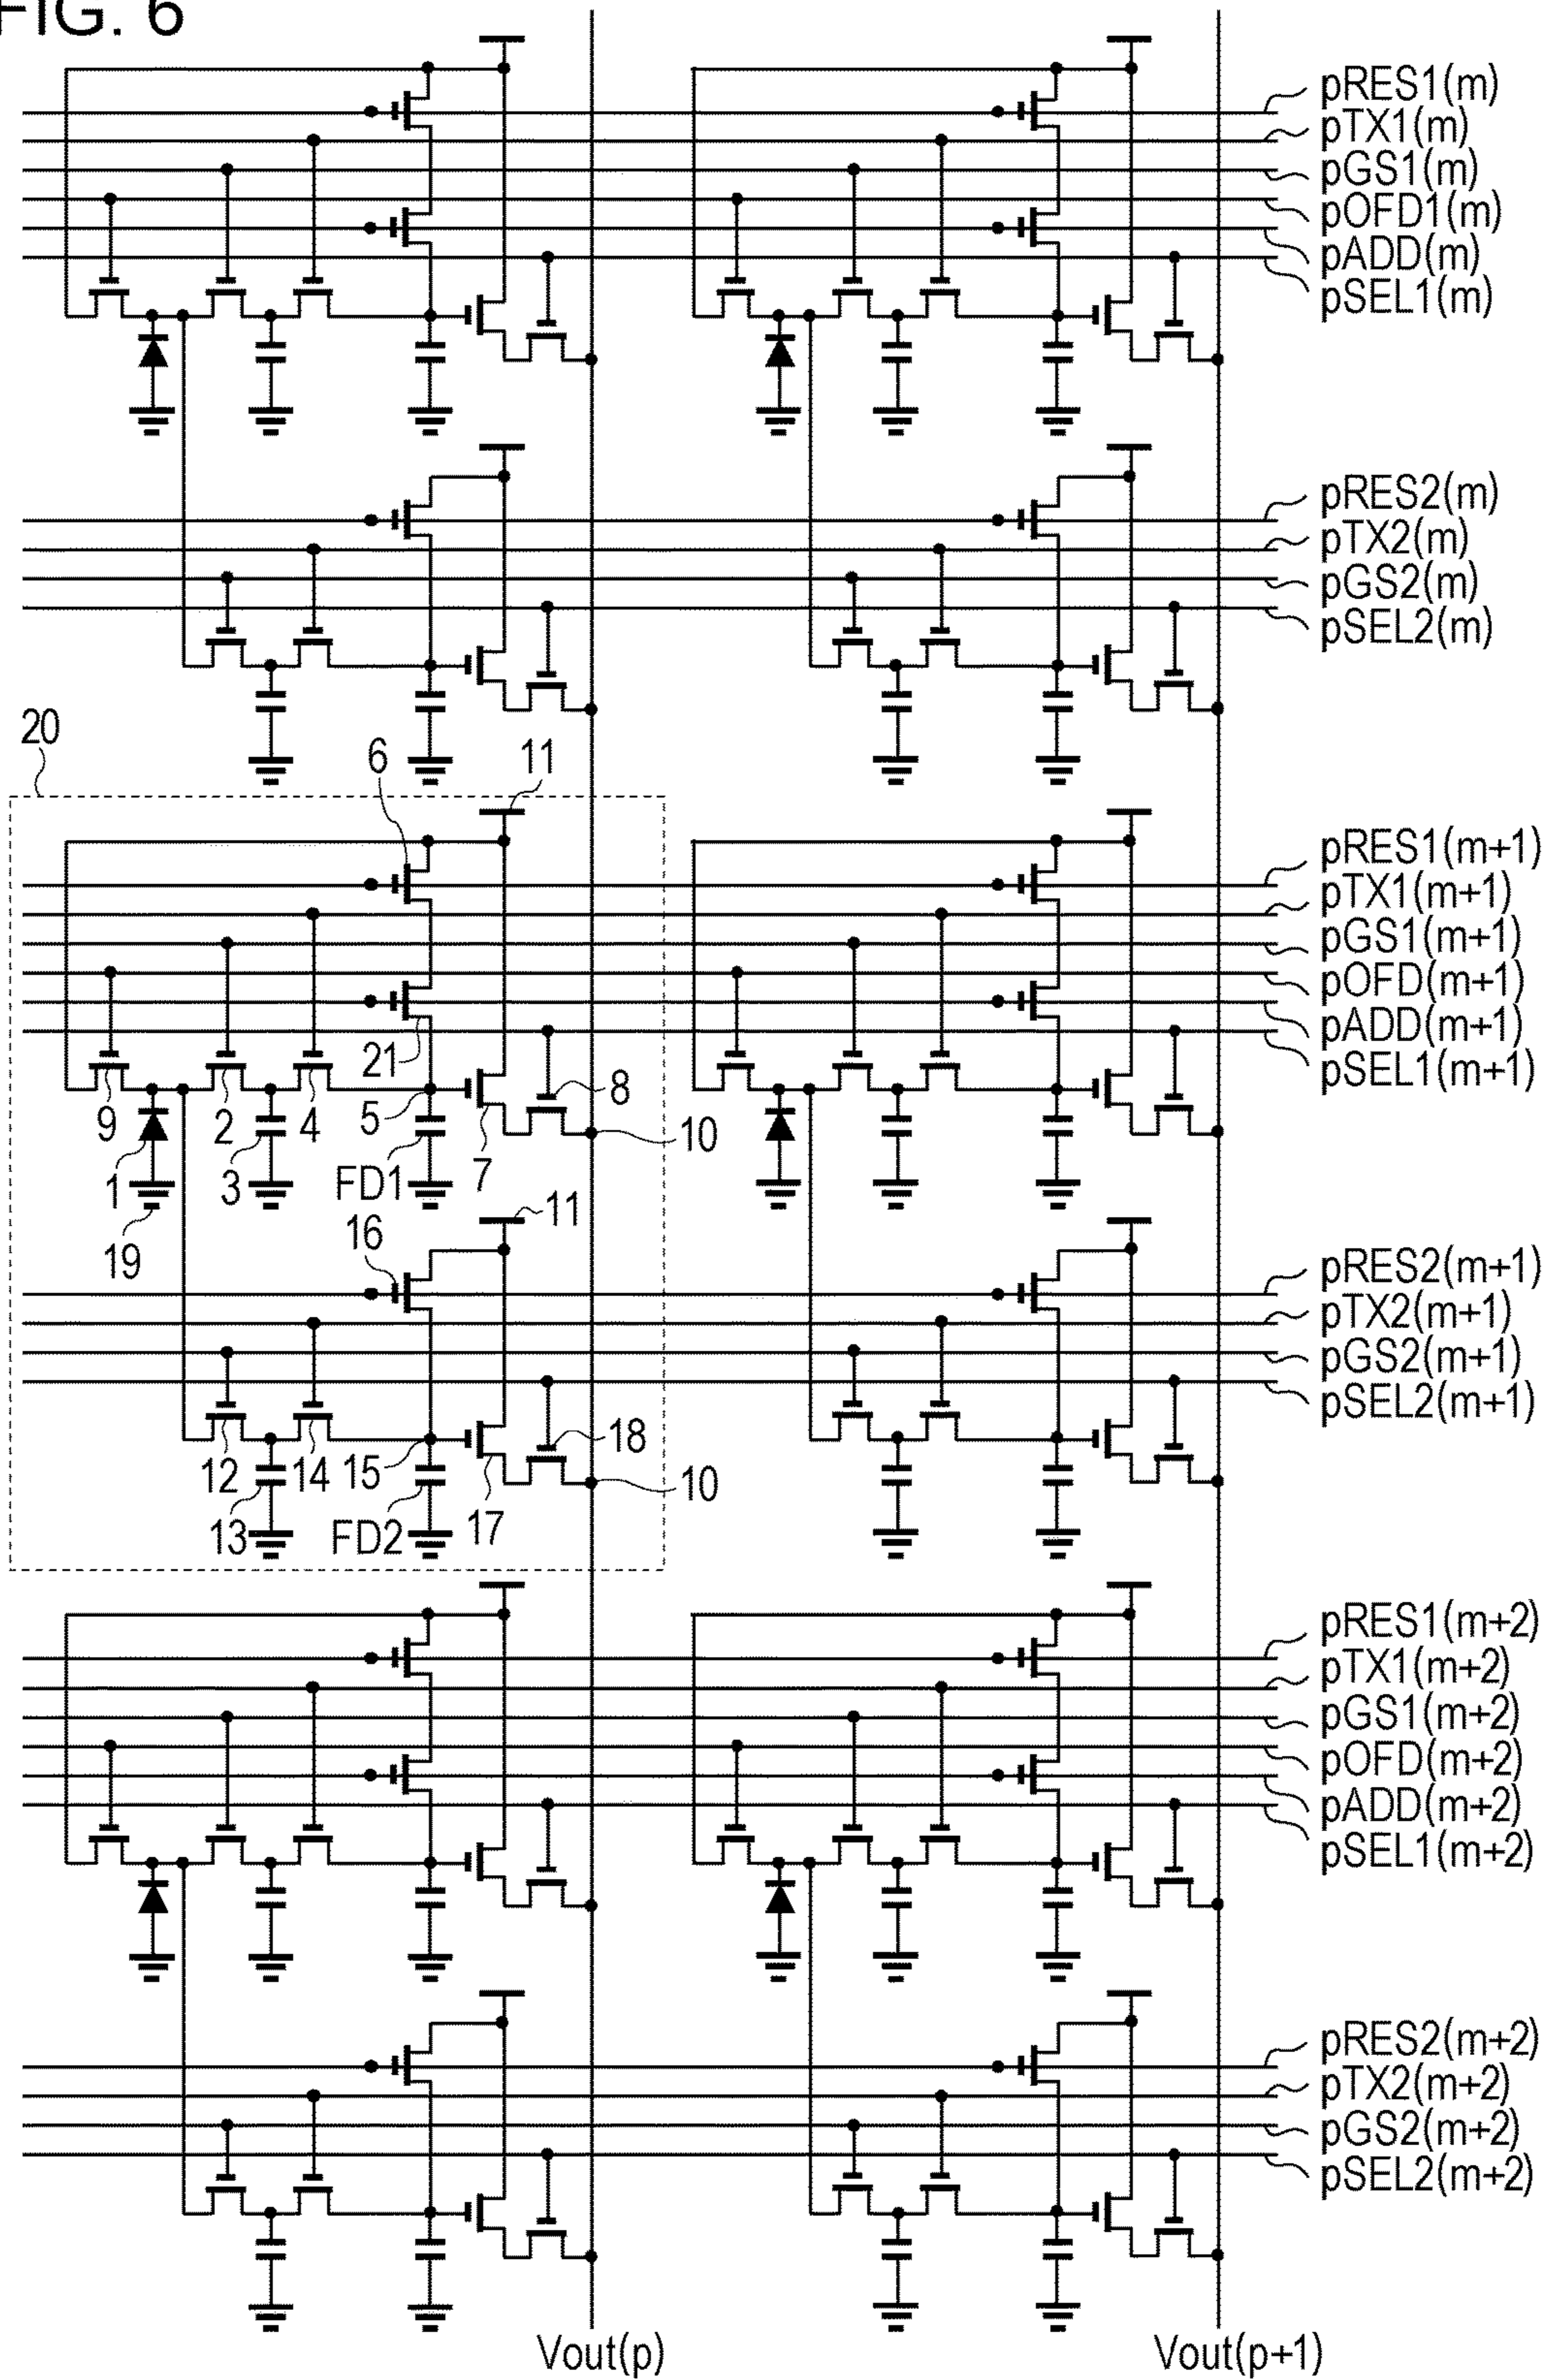 FIG. 6
pRES1(m)
pTX1(m)
pGS1(m)
pOFD1(m)
pADD(m)
pSEL1(m)
pRES2(m)
pTX2(m)
pGS2(m)
pSEL2(m)
20
6
11
pRES1(m+1)
pTX1(m+1)
pGS1(m+1)
pOFD(m+1)
pADD(m+1)
pSEL1(m+1)
21
9
2
4
5
8
10
1
3
FD1
7
19
16
11
pRES2(m+1)
pTX2(m+1)
pGS2(m+1)
pSEL2(m+1)
12
14
15
18
10
13
FD2
17
pRES1(m+2)
pTX1(m+2)
pGS1(m+2)
pOFD(m+2)
pADD(m+2)
pSEL1(m+2)
pRES2(m+2)
pTX2(m+2)
pGS2(m+2)
pSEL2(m+2)
Vout(p)
Vout(p+1)